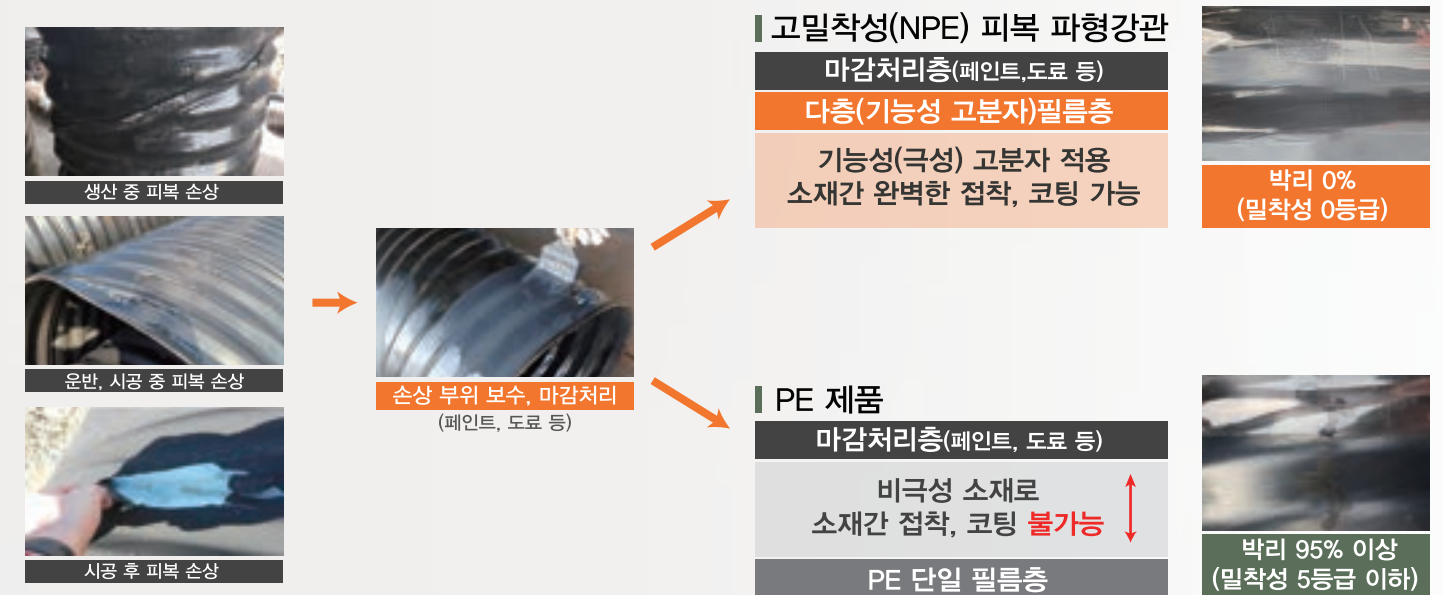 생산 중 피복 손상
운반, 시공 중 피복 손상
시공 후 피복 손상
손상 부위 보수, 마감처리
(페인트, 도료 등)
고밀착성(NPE) 피복 파형강관
마감처리층(페인트,도료 등)
다층(기능성 고분자)필름층
기능성(극성) 고분자 적용
소재간 완벽한 접착, 코팅 가능
박리 0%
(밀착성 0등급)
PE 제품
마감처리층(페인트, 도료 등)
비극성 소재로
소재간 접착, 코팅 불가능
PE 단일 필름층
박리 95% 이상
(밀착성 5등급 이하)